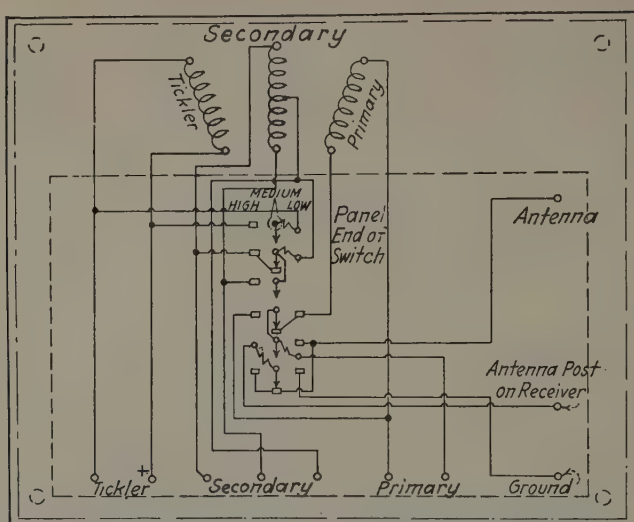 Secondary
Tickler
Primary
MEDIUM
HIGH LOW
Panel
End of
Switch
Antenna
Antenna Post
on Receiver
+
Tickler Secondary Primary Ground